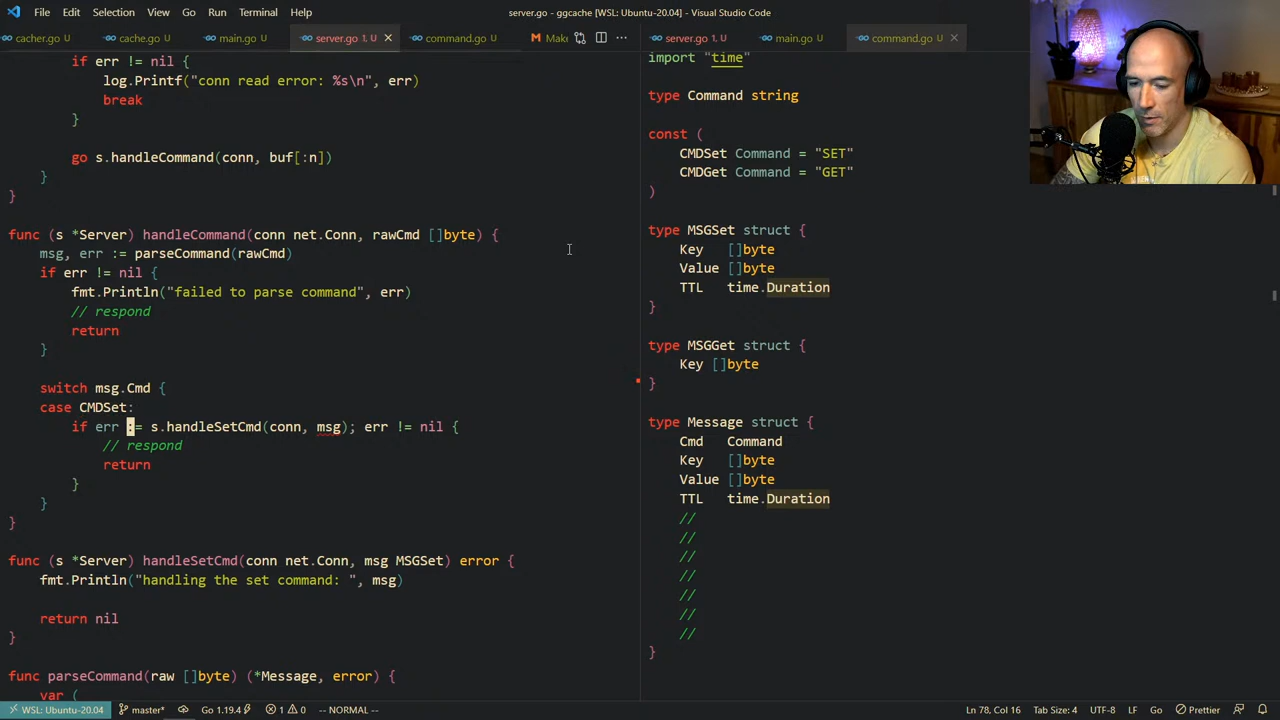 File Edit Selection View Go Run Terminal Help
server.go - ggcache [WSL: Ubuntu-20.04] - Visual Studio Code
cacher.go U cache.go U main.go U server.go 1, U command.go U Make
server.go 1, U main.go U command.go U
if err != nil {
log.Printf("conn read error: %s\n", err)
break
}
go s.handleCommand(conn, buf[:n])
}
}
func (s *Server) handleCommand(conn net.Conn, rawCmd []byte) {
msg, err := parseCommand(rawCmd)
if err != nil {
fmt.Println("failed to parse command", err)
// respond
return
}
switch msg.Cmd {
case CMDSet:
if err := s.handleSetCmd(conn, msg); err != nil {
// respond
return
}
}
}
func (s *Server) handleSetCmd(conn net.Conn, msg MSGSet) error {
fmt.Println("handling the set command: ", msg)
return nil
}
func parseCommand(raw []byte) (*Message, error) {
var (
import "time"
type Command string
const (
CMDSet Command = "SET"
CMDGet Command = "GET"
)
type MSGSet struct {
Key []byte
Value []byte
TTL time.Duration
}
type MSGGet struct {
Key []byte
}
type Message struct {
Cmd Command
Key []byte
Value []byte
TTL time.Duration
//
//
//
//
//
//
//
}
WSL: Ubuntu-20.04 master* Go 1.19.4 1 0 -- NORMAL -- Ln 78, Col 16 Tab Size: 4 UTF-8 LF Go Prettier